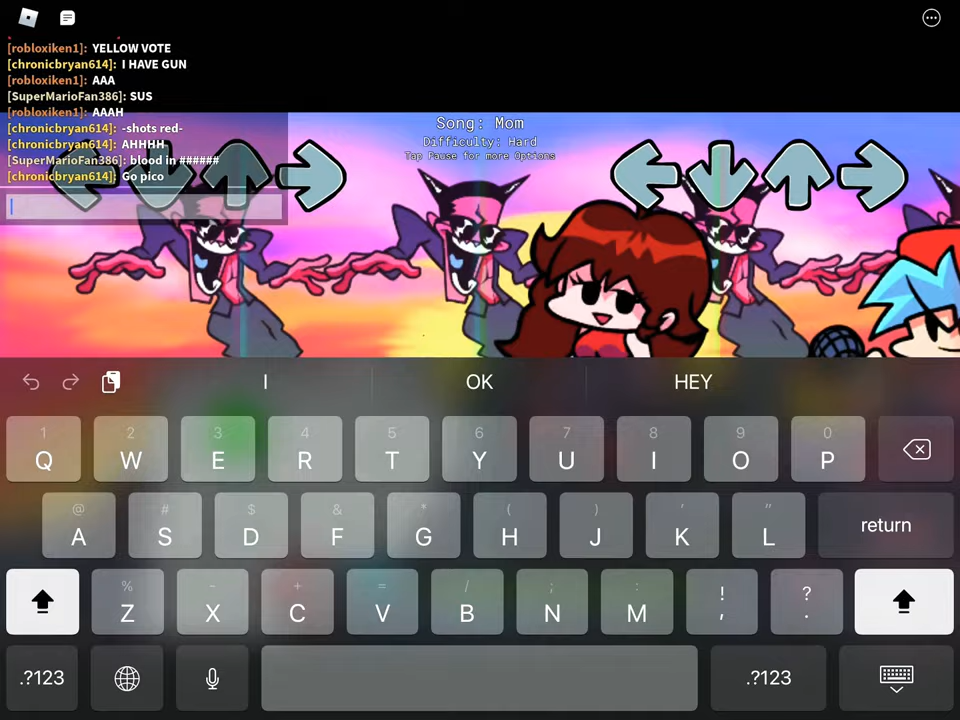 [robloxiken1]: YELLOW VOTE
[chronicbryan614]: I HAVE GUN
[robloxiken1]: AAA
[SuperMarioFan386]: SUS
[robloxiken1]: AAAH
[chronicbryan614]: -shots red-
[chronicbryan614]: AHHHH
[SuperMarioFan386]: blood in ######
[chronicbryan614]: Go pico
Song: Mom
Difficulty: Hard
Tap Pause for more Options
I OK HEY
1 2 3 4 5 6 7 8 9 0
Q W E R T Y U I O P
@ # $ & * ( ) ' "
A S D F G H J K L return
% - + = / ; : ! ?
Z X C V B N M , .
.?123 .?123